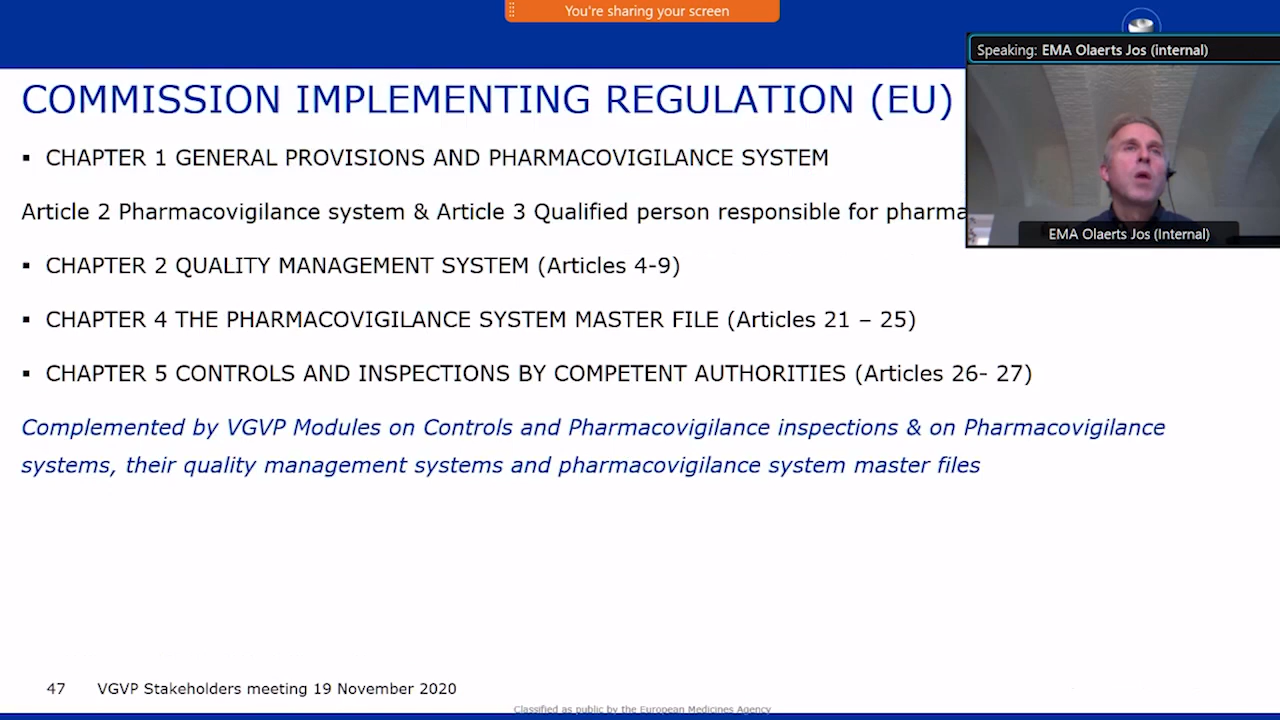 You're sharing your screen
Speaking: EMA Olaerts Jos (internal)
COMMISSION IMPLEMENTING REGULATION (EU)
▪ CHAPTER 1 GENERAL PROVISIONS AND PHARMACOVIGILANCE SYSTEM
Article 2 Pharmacovigilance system & Article 3 Qualified person responsible for pharma
EMA Olaerts Jos (Internal)
▪ CHAPTER 2 QUALITY MANAGEMENT SYSTEM (Articles 4-9)
▪ CHAPTER 4 THE PHARMACOVIGILANCE SYSTEM MASTER FILE (Articles 21 – 25)
▪ CHAPTER 5 CONTROLS AND INSPECTIONS BY COMPETENT AUTHORITIES (Articles 26- 27)
Complemented by VGVP Modules on Controls and Pharmacovigilance inspections & on Pharmacovigilance
systems, their quality management systems and pharmacovigilance system master files
47 VGVP Stakeholders meeting 19 November 2020
Classified as public by the European Medicines Agency